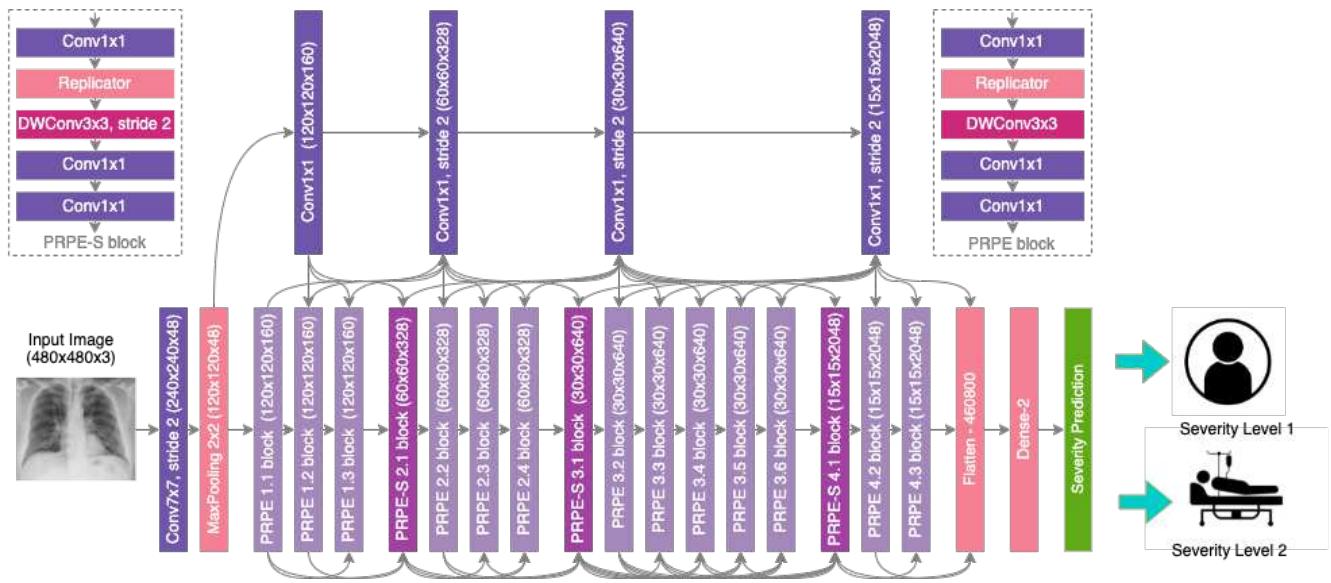 Conv1x1
Replicator
DWConv3x3, stride 2
Conv1x1
Conv1x1
PRPE-S block
Conv1x1 (120x120x160)
Conv1x1, stride 2 (60x60x328)
Conv1x1, stride 2 (30x30x640)
Conv1x1, stride 2 (15x15x2048)
Conv1x1
Replicator
DWConv3x3
Conv1x1
Conv1x1
PRPE block
Input Image
(480x480x3)
Conv7x7, stride 2 (240x240x48)
MaxPooling 2x2 (120x120x48)
PRPE 1.1 block (120x120x160)
PRPE 1.2 block (120x120x160)
PRPE 1.3 block (120x120x160)
PRPE-S 2.1 block (60x60x328)
PRPE 2.2 block (60x60x328)
PRPE 2.3 block (60x60x328)
PRPE 2.4 block (60x60x328)
PRPE-S 3.1 block (30x30x640)
PRPE 3.2 block (30x30x640)
PRPE 3.3 block (30x30x640)
PRPE 3.4 block (30x30x640)
PRPE 3.5 block (30x30x640)
PRPE 3.6 block (30x30x640)
PRPE-S 4.1 block (15x15x2048)
PRPE 4.2 block (15x15x2048)
PRPE 4.3 block (15x15x2048)
Flatten - 460800
Dense-2
Severity Prediction
Severity Level 1
Severity Level 2